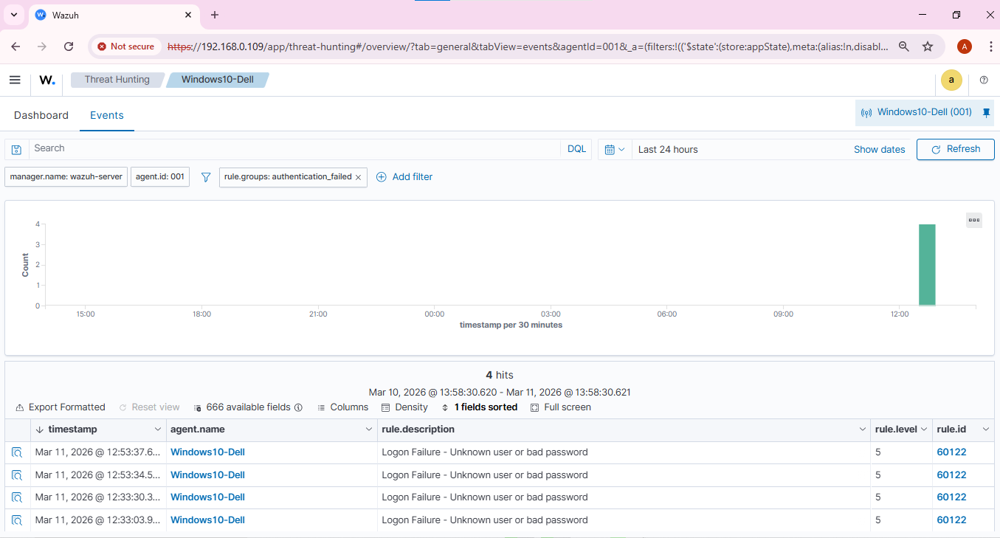 Wazuh
Not secure https://192.168.0.109/app/threat-hunting#/overview/?tab=general&tabView=events&agentId=001&_a=(filters:!(('$state':(store:appState),meta:(alias:!n,disabl... A
W. Threat Hunting Windows10-Dell a
Dashboard Events Windows10-Dell (001)
Search DQL Last 24 hours Show dates Refresh
manager.name: wazuh-server agent.id: 001 rule.groups: authentication_failed Add filter
4
3
2
1
0
Count
15:00 18:00 21:00 00:00 03:00 06:00 09:00 12:00
timestamp per 30 minutes
4 hits
Mar 10, 2026 @ 13:58:30.620 - Mar 11, 2026 @ 13:58:30.621
Export Formatted Reset view 666 available fields Columns Density 1 fields sorted Full screen
timestamp agent.name rule.description rule.level rule.id
Mar 11, 2026 @ 12:53:37.6... Windows10-Dell Logon Failure - Unknown user or bad password 5 60122
Mar 11, 2026 @ 12:53:34.5... Windows10-Dell Logon Failure - Unknown user or bad password 5 60122
Mar 11, 2026 @ 12:33:30.3... Windows10-Dell Logon Failure - Unknown user or bad password 5 60122
Mar 11, 2026 @ 12:33:03.9... Windows10-Dell Logon Failure - Unknown user or bad password 5 60122